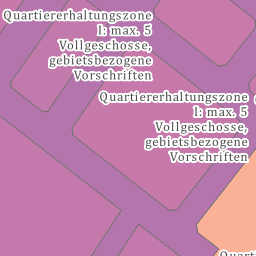 Quartiererhaltungszone
I: max. 5
Vollgeschosse,
gebietsbezogene
Vorschriften
Quartiererhaltungszone
I: max. 5
Vollgeschosse,
gebietsbezogene
Vorschriften